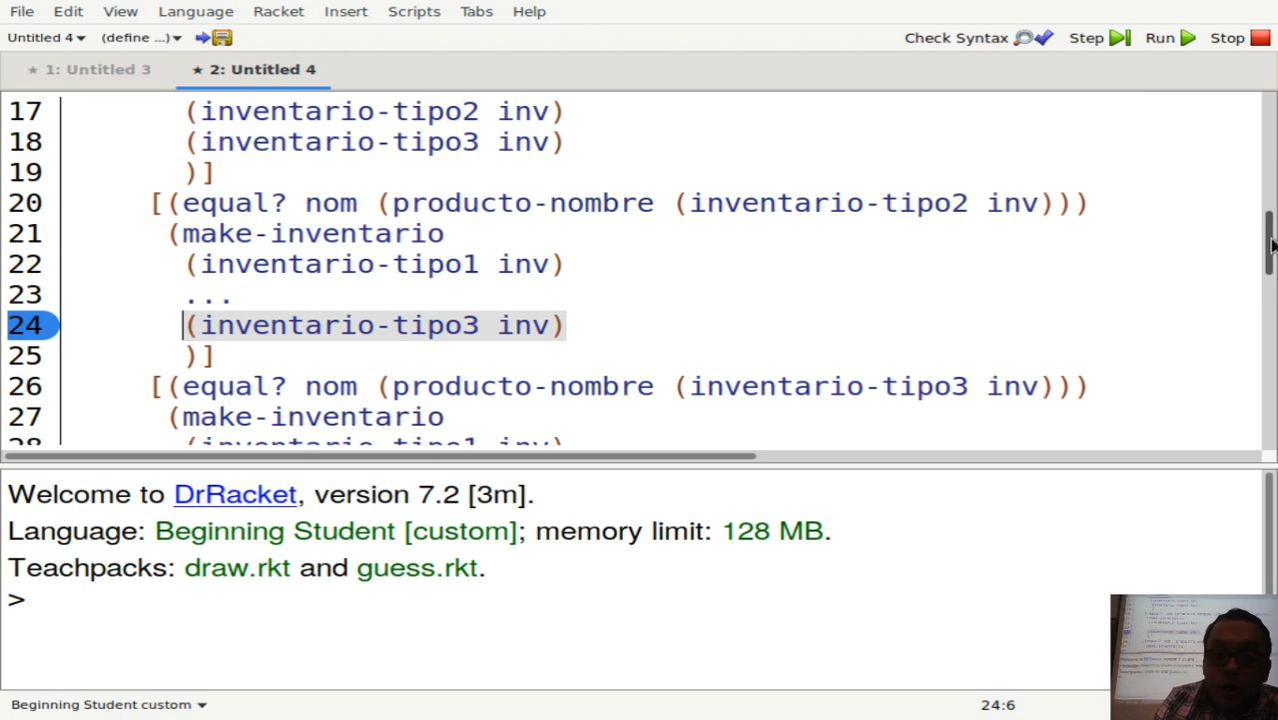 File Edit View Language Racket Insert Scripts Tabs Help
Untitled 4 (define ...) Check Syntax Step Run Stop
★ 1: Untitled 3 ★ 2: Untitled 4
17 (inventario-tipo2 inv)
18 (inventario-tipo3 inv)
19 )]
20 [(equal? nom (producto-nombre (inventario-tipo2 inv)))
21 (make-inventario
22 (inventario-tipo1 inv)
23 ...
24 (inventario-tipo3 inv)
25 )]
26 [(equal? nom (producto-nombre (inventario-tipo3 inv)))
27 (make-inventario
28 (inventario-tipo1 inv)
Welcome to DrRacket, version 7.2 [3m].
Language: Beginning Student [custom]; memory limit: 128 MB.
Teachpacks: draw.rkt and guess.rkt.
>
Beginning Student custom 24:6